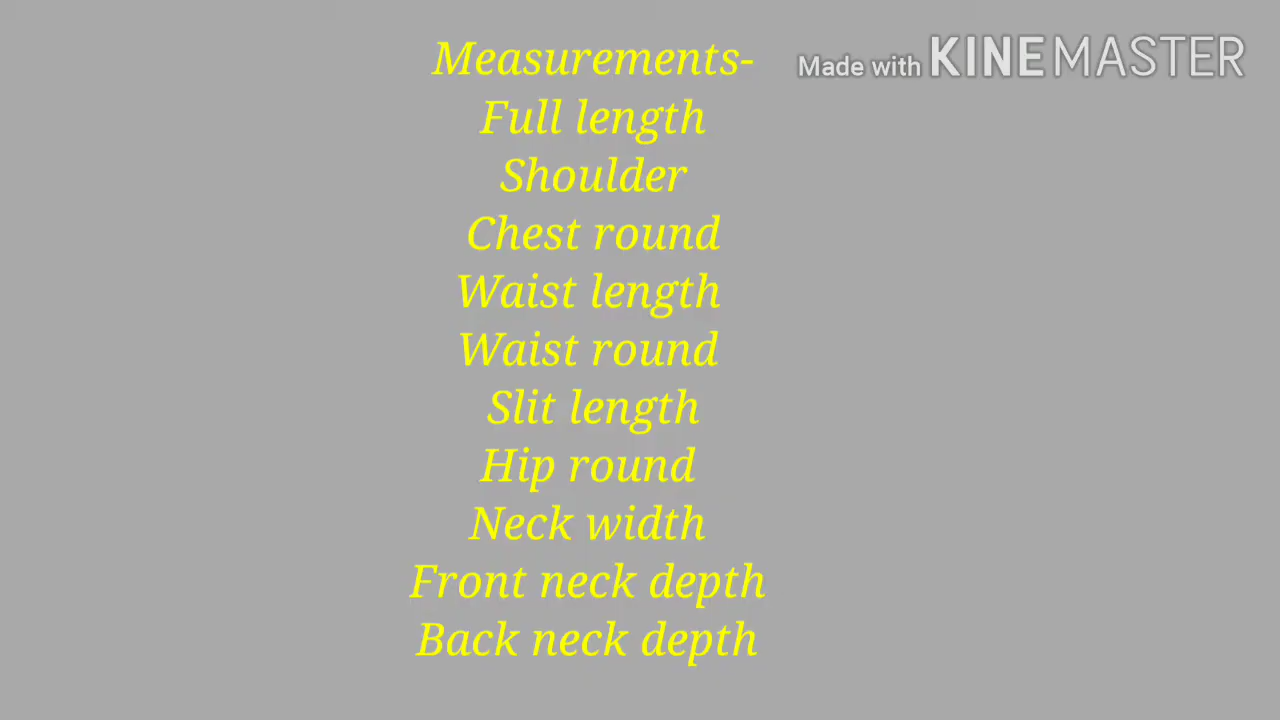 Measurements-
Made with KINEMASTER
Full length
Shoulder
Chest round
Waist length
Waist round
Slit length
Hip round
Neck width
Front neck depth
Back neck depth